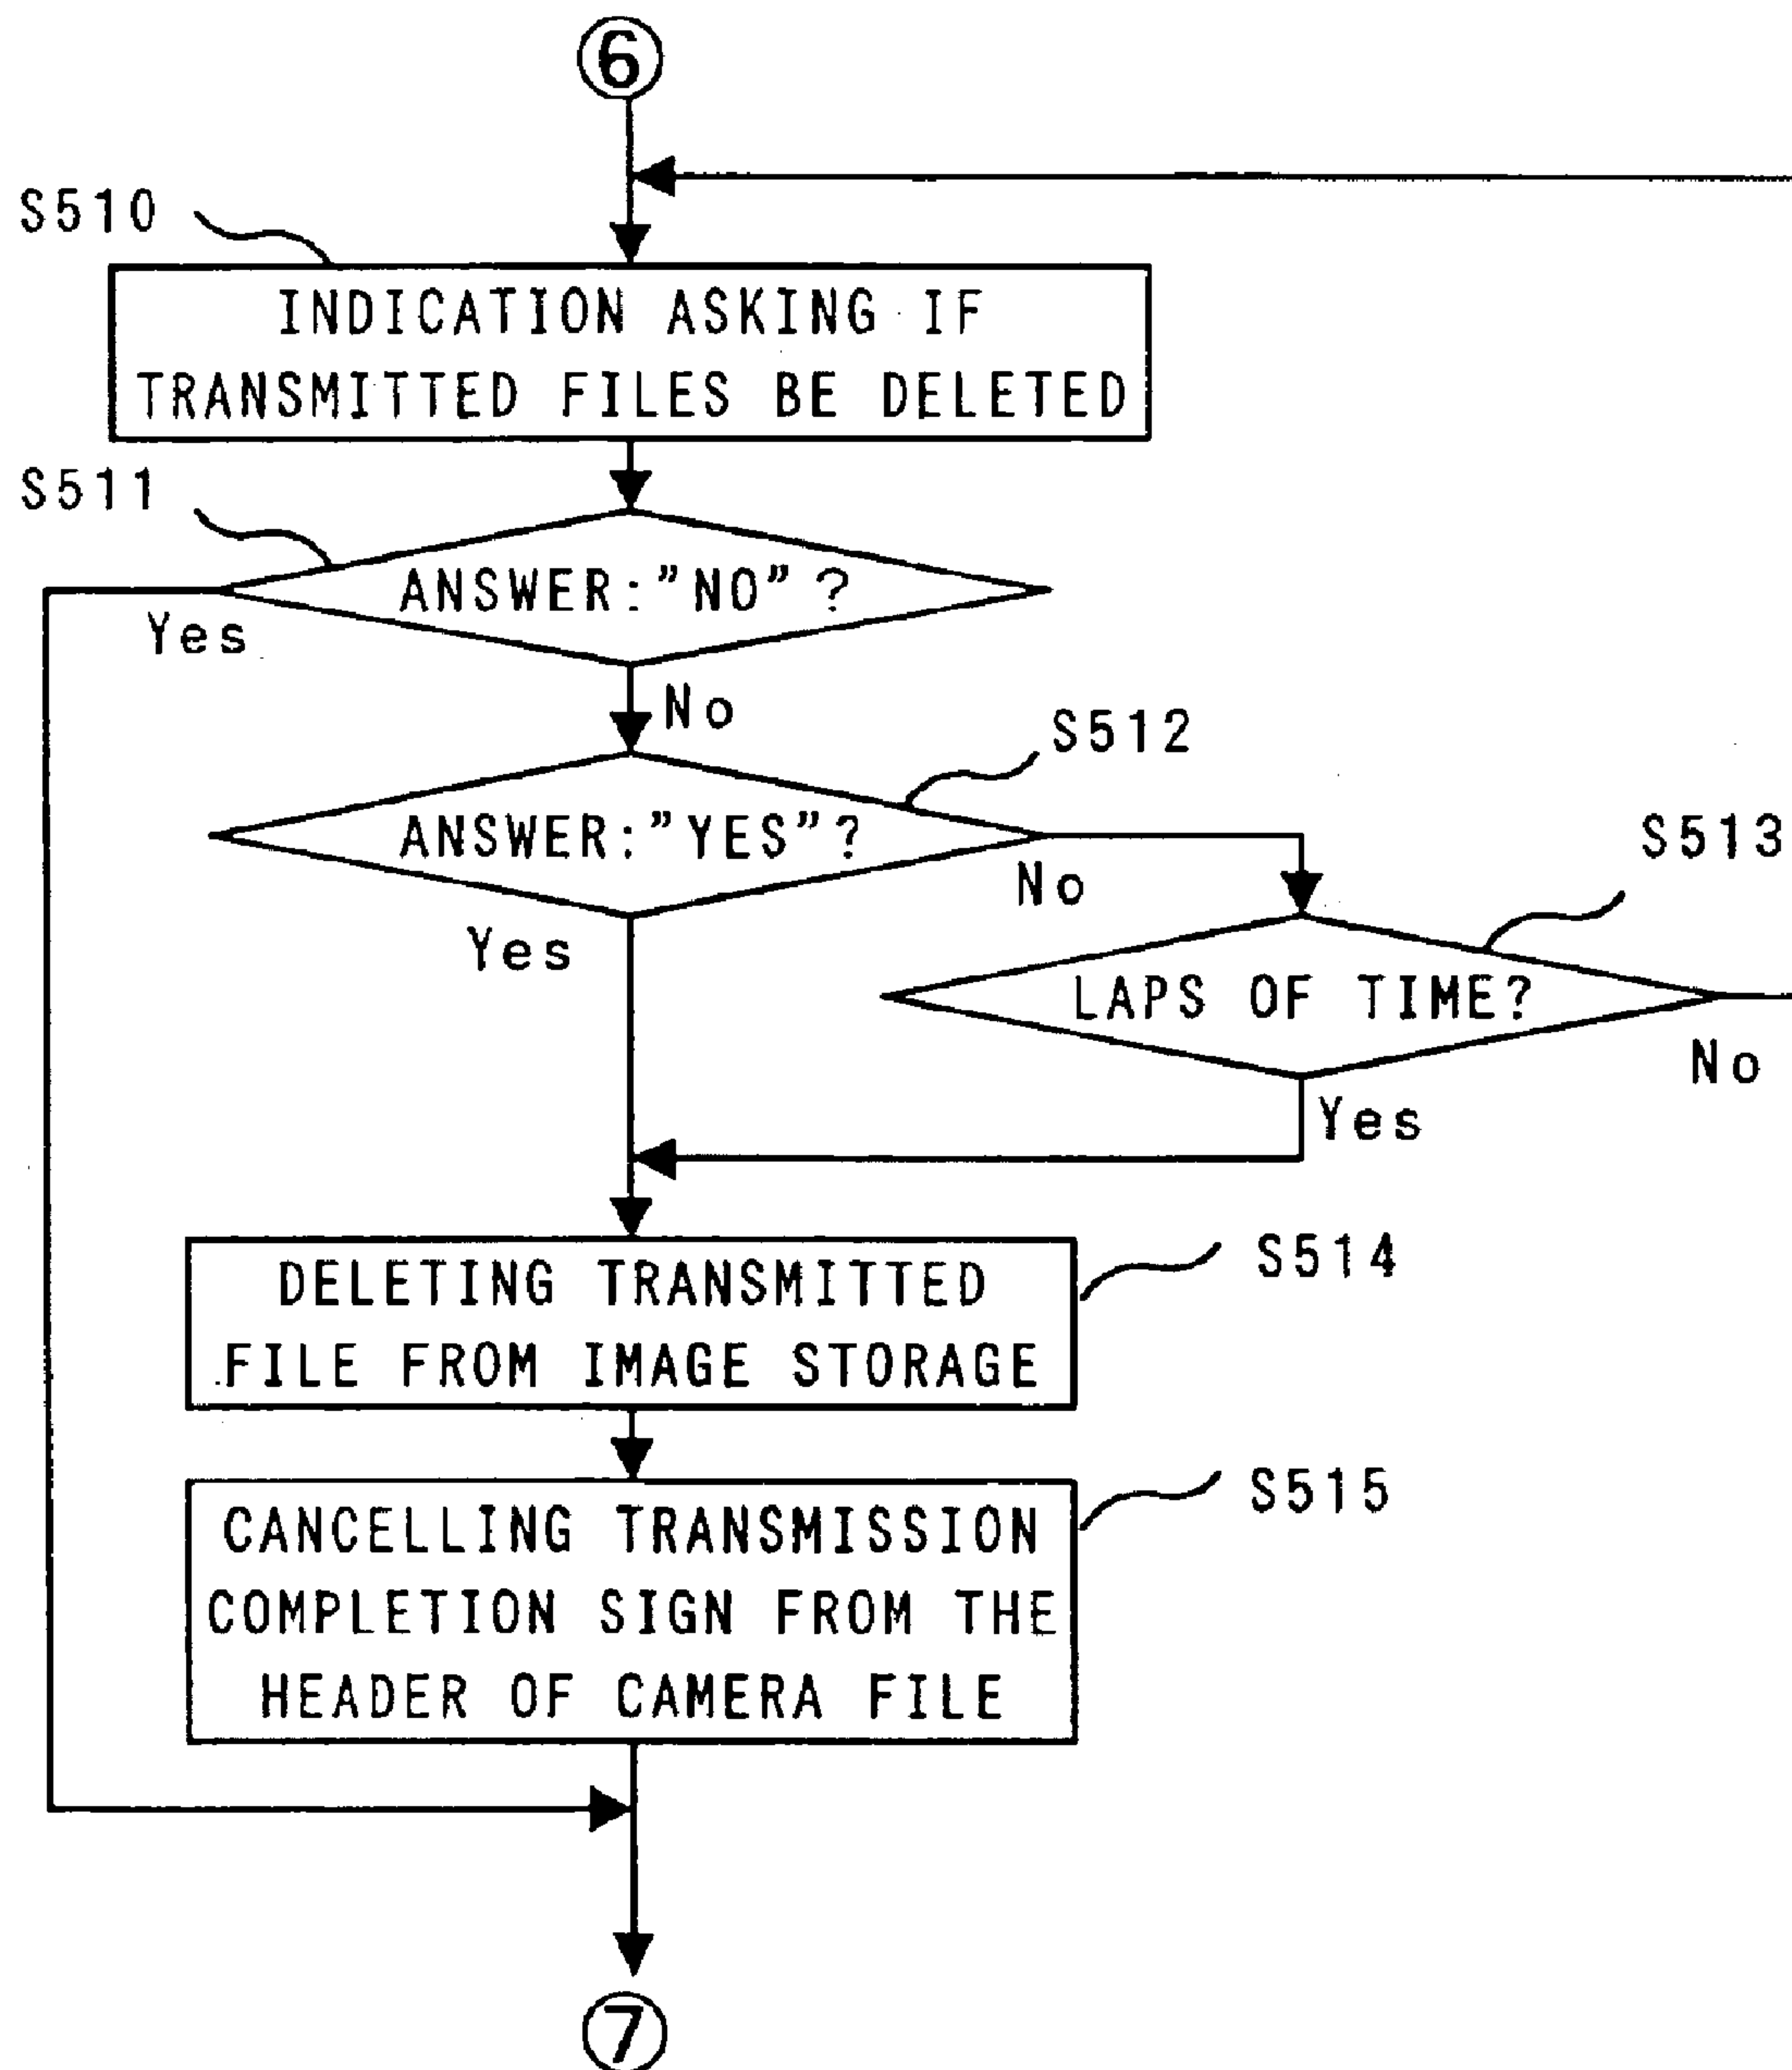 ⑥
S510
INDICATION ASKING IF
TRANSMITTED FILES BE DELETED
S511
ANSWER:"NO"?
Yes
No
S512
ANSWER:"YES"?
No
Yes
S513
LAPS OF TIME?
No
Yes
S514
DELETING TRANSMITTED
FILE FROM IMAGE STORAGE
S515
CANCELLING TRANSMISSION
COMPLETION SIGN FROM THE
HEADER OF CAMERA FILE
⑦